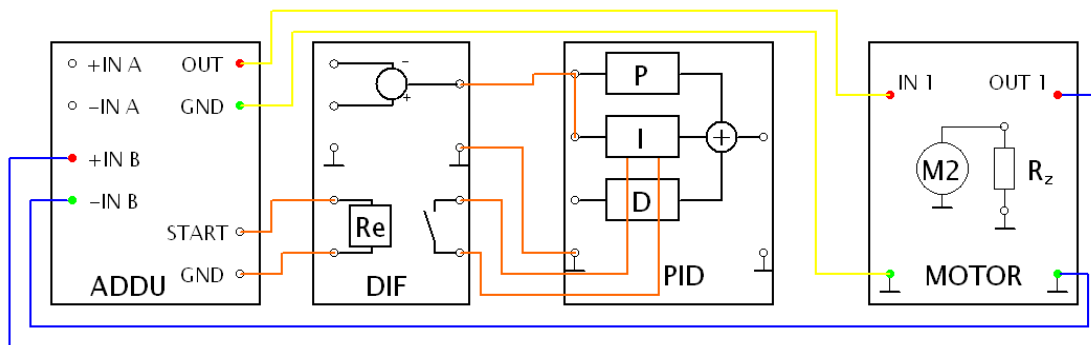 +IN A OUT
-IN A GND
+IN B
-IN B
START
GND
ADDU
-
+
Re
DIF
P
I
+
D
PID
IN 1 OUT 1
M2 Rz
MOTOR